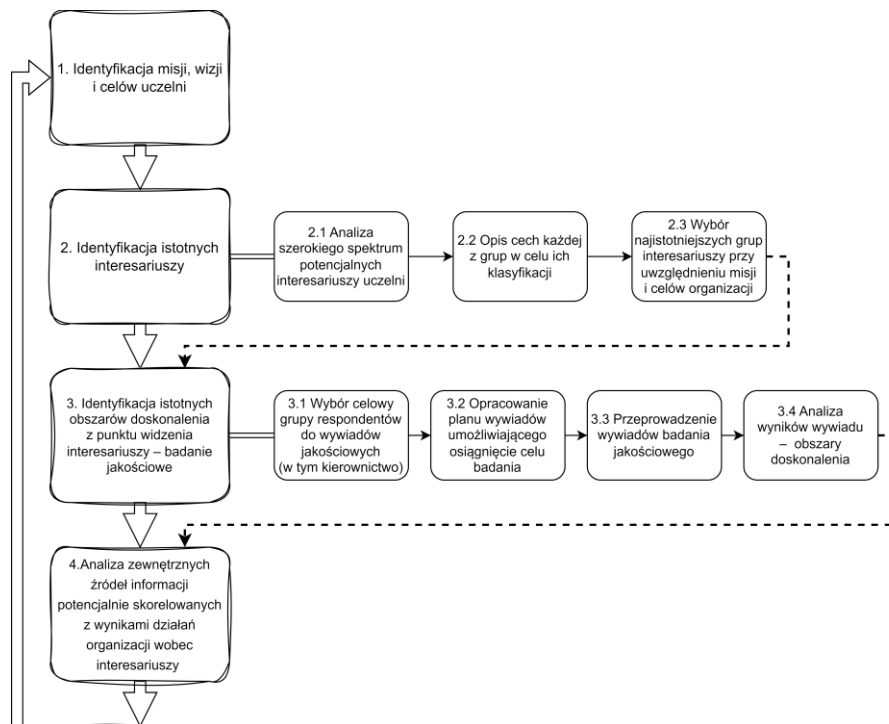 1. Identyfikacja misji, wizji
i celów uczelni
2. Identyfikacja istotnych
interesariuszy
2.1 Analiza
szerokiego spektrum
potencjalnych
interesariuszy uczelni
2.2 Opis cech każdej
z grup w celu ich
klasyfikacji
2.3 Wybór
najistotniejszych grup
interesariuszy przy
uwzględnieniu misji
i celów organizacji
3. Identyfikacja istotnych
obszarów doskonalenia
z punktu widzenia
interesariuszy – badanie
jakościowe
3.1 Wybór celowy
grupy respondentów
do wywiadów
jakościowych
(w tym kierownictwo)
3.2 Opracowanie
planu wywiadów
umożliwiającego
osiągnięcie celu
badania
3.3 Przeprowadzenie
wywiadów badania
jakościowego
3.4 Analiza
wyników wywiadu
– obszary
doskonalenia
4.Analiza zewnętrznych
źródeł informacji
potencjalnie skorelowanych
z wynikami działań
organizacji wobec
interesariuszy